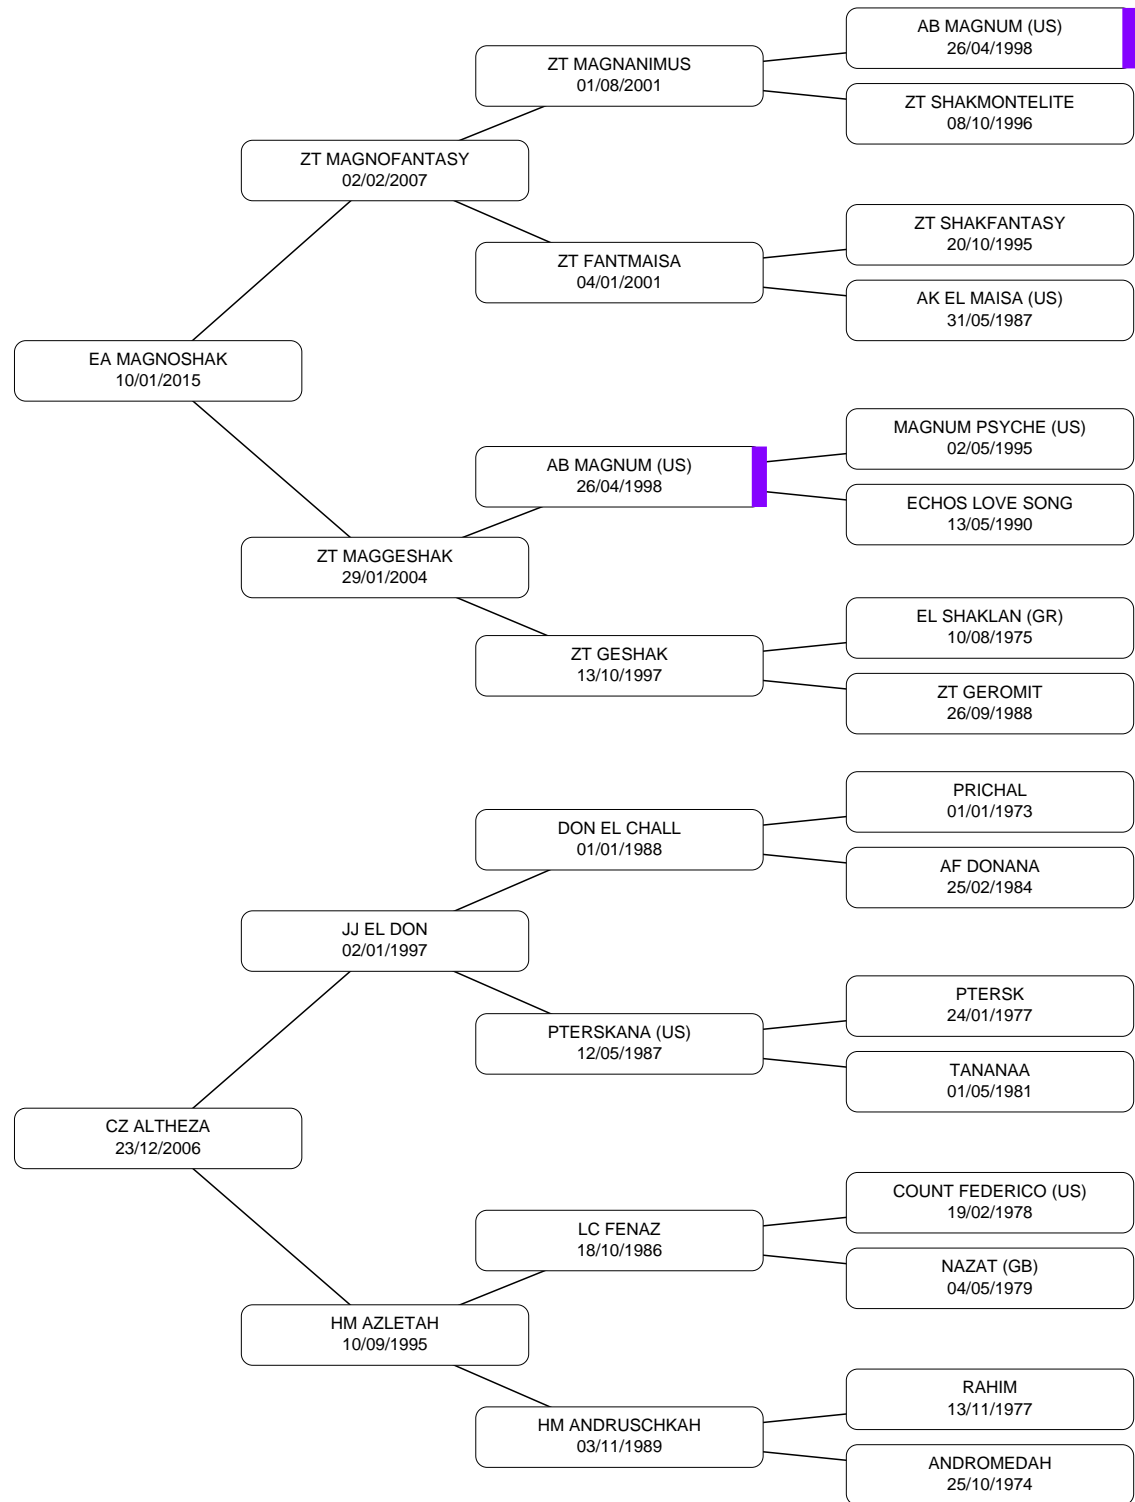 AB MAGNUM (US)
26/04/1998
ZT MAGNANIMUS
01/08/2001
ZT SHAKMONTELITE
08/10/1996
ZT MAGNOFANTASY
02/02/2007
ZT SHAKFANTASY
20/10/1995
ZT FANTMAISA
04/01/2001
AK EL MAISA (US)
31/05/1987
EA MAGNOSHAK
10/01/2015
MAGNUM PSYCHE (US)
02/05/1995
AB MAGNUM (US)
26/04/1998
ECHOS LOVE SONG
13/05/1990
ZT MAGGESHAK
29/01/2004
EL SHAKLAN (GR)
10/08/1975
ZT GESHAK
13/10/1997
ZT GEROMIT
26/09/1988
PRICHAL
01/01/1973
DON EL CHALL
01/01/1988
AF DONANA
25/02/1984
JJ EL DON
02/01/1997
PTERSK
24/01/1977
PTERSKANA (US)
12/05/1987
TANANAA
01/05/1981
CZ ALTHEZA
23/12/2006
COUNT FEDERICO (US)
19/02/1978
LC FENAZ
18/10/1986
NAZAT (GB)
04/05/1979
HM AZLETAH
10/09/1995
RAHIM
13/11/1977
HM ANDRUSCHKAH
03/11/1989
ANDROMEDAH
25/10/1974